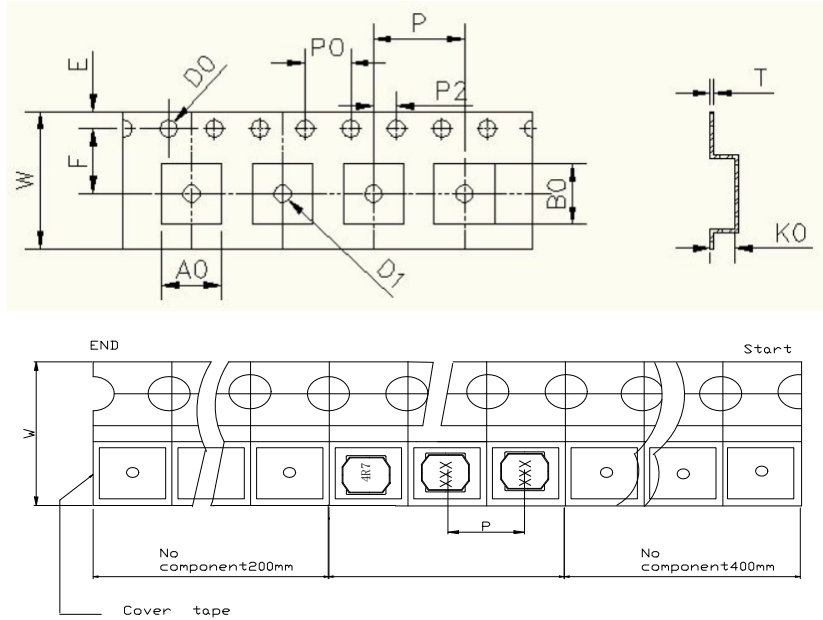 P
P0
P2
E
D0
T
F
W
B0
K0
A0
D1
END
Start
W
4R7
XXX
XXX
P
No
component200mm
No
component400mm
Cover tape